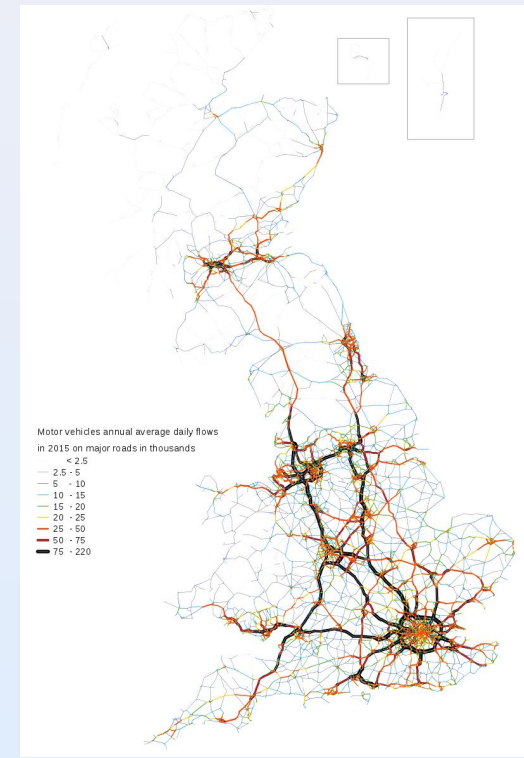 Motor vehicles annual average daily flows
in 2015 on major roads in thousands
< 2.5
2.5 - 5
5 - 10
10 - 15
15 - 20
20 - 25
25 - 50
50 - 75
75 - 220